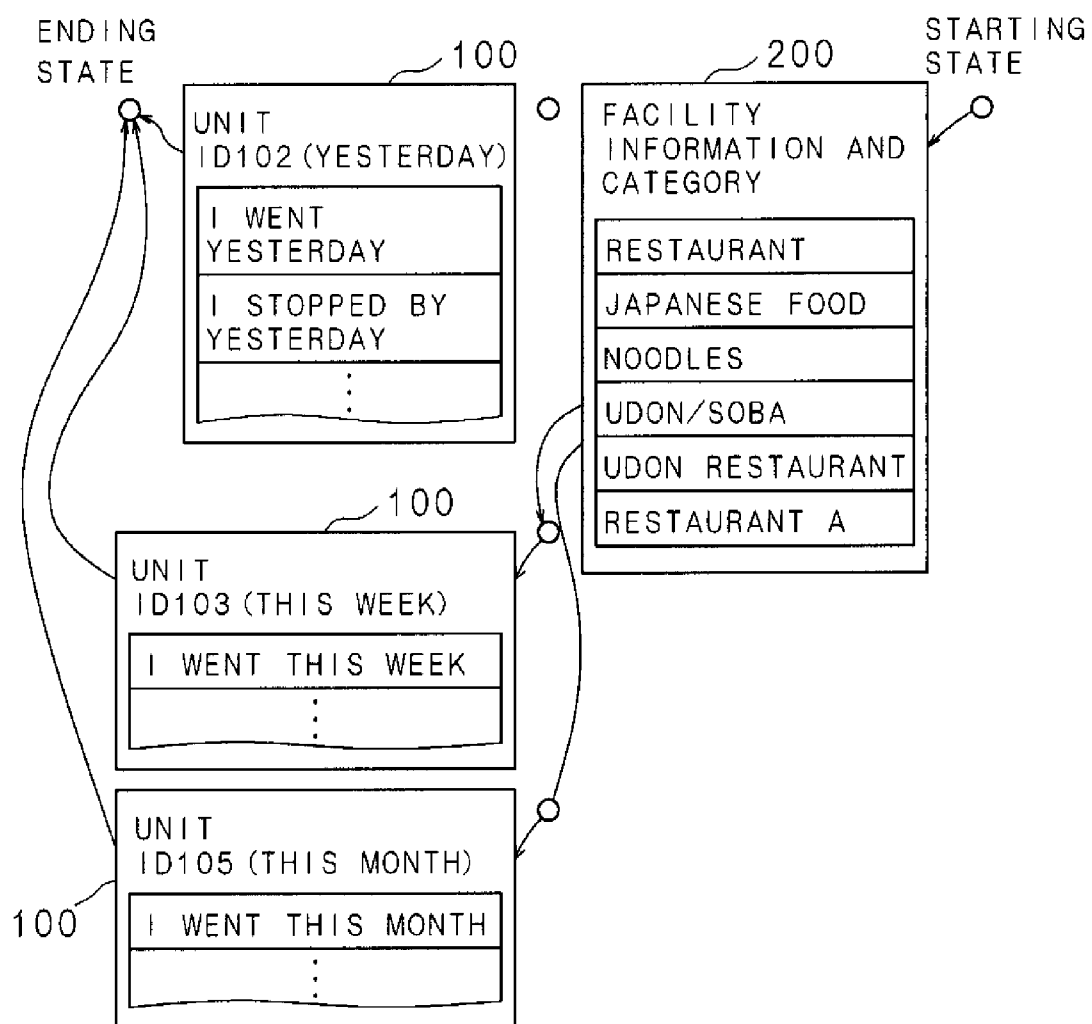 ENDING
STATE
100
UNIT
ID102 (YESTERDAY)
I WENT
YESTERDAY
I STOPPED BY
YESTERDAY
200
STARTING
STATE
FACILITY
INFORMATION AND
CATEGORY
RESTAURANT
JAPANESE FOOD
NOODLES
UDON/SOBA
UDON RESTAURANT
RESTAURANT A
100
UNIT
ID103 (THIS WEEK)
I WENT THIS WEEK
UNIT
ID105 (THIS MONTH)
100
I WENT THIS MONTH